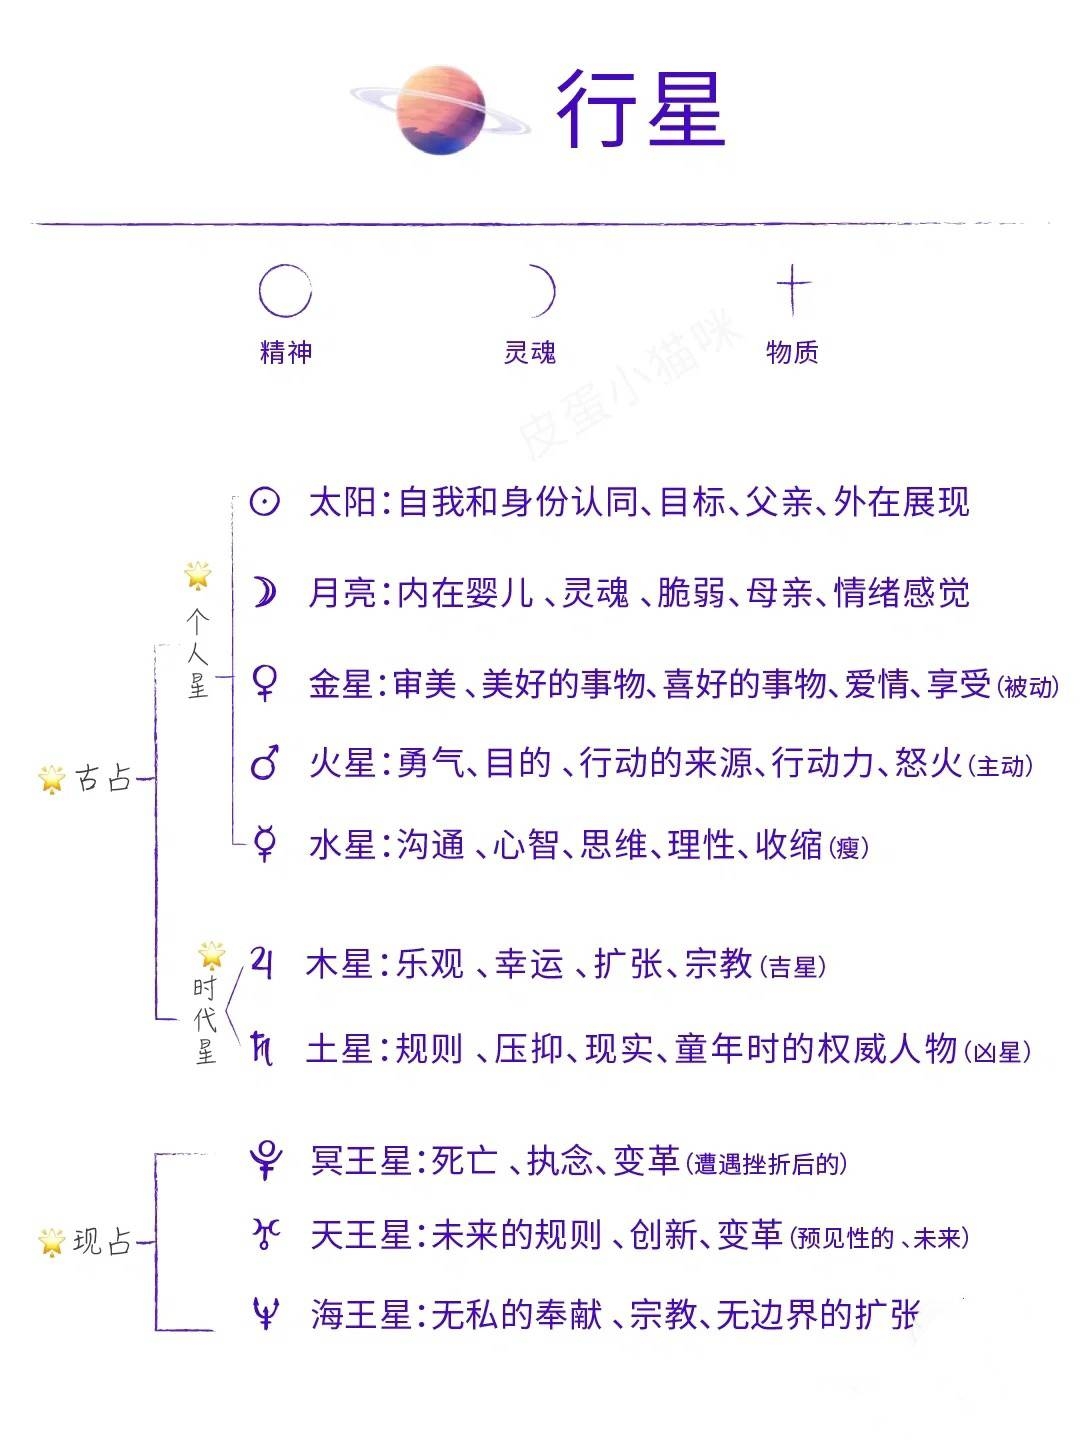 行星
精神
灵魂
物质
皮蛋小猫咪
太阳：自我和身份认同、目标、父亲、外在展现
月亮：内在婴儿、灵魂、脆弱、母亲、情绪感觉
个人星
金星：审美、美好的事物、喜好的事物、爱情、享受（被动）
火星：勇气、目的、行动的来源、行动力、怒火（主动）
古占
水星：沟通、心智、思维、理性、收缩（瘦）
木星：乐观、幸运、扩张、宗教（吉星）
时代星
土星：规则、压抑、现实、童年时的权威人物（凶星）
冥王星：死亡、执念、变革（遭遇挫折后的）
现占
天王星：未来的规则、创新、变革（预见性的、未来）
海王星：无私的奉献、宗教、无边界的扩张